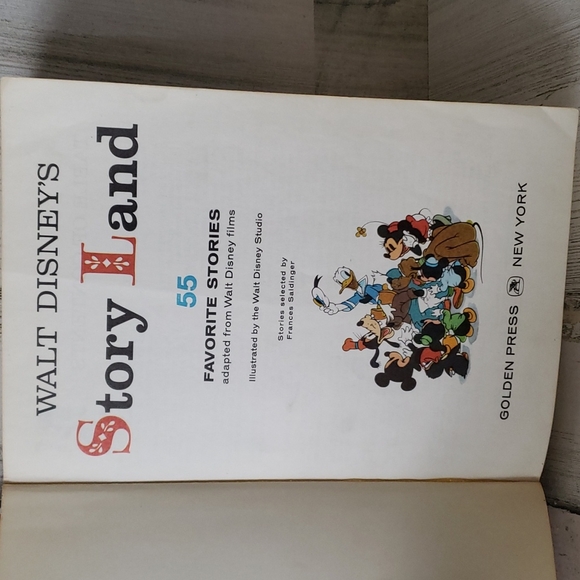 WALT DISNEY'S
Story Land
55
FAVORITE STORIES
adapted from Walt Disney films
Illustrated by the Walt Disney Studio
Stories selected by
Frances Saldinger
GOLDEN PRESS NEW YORK